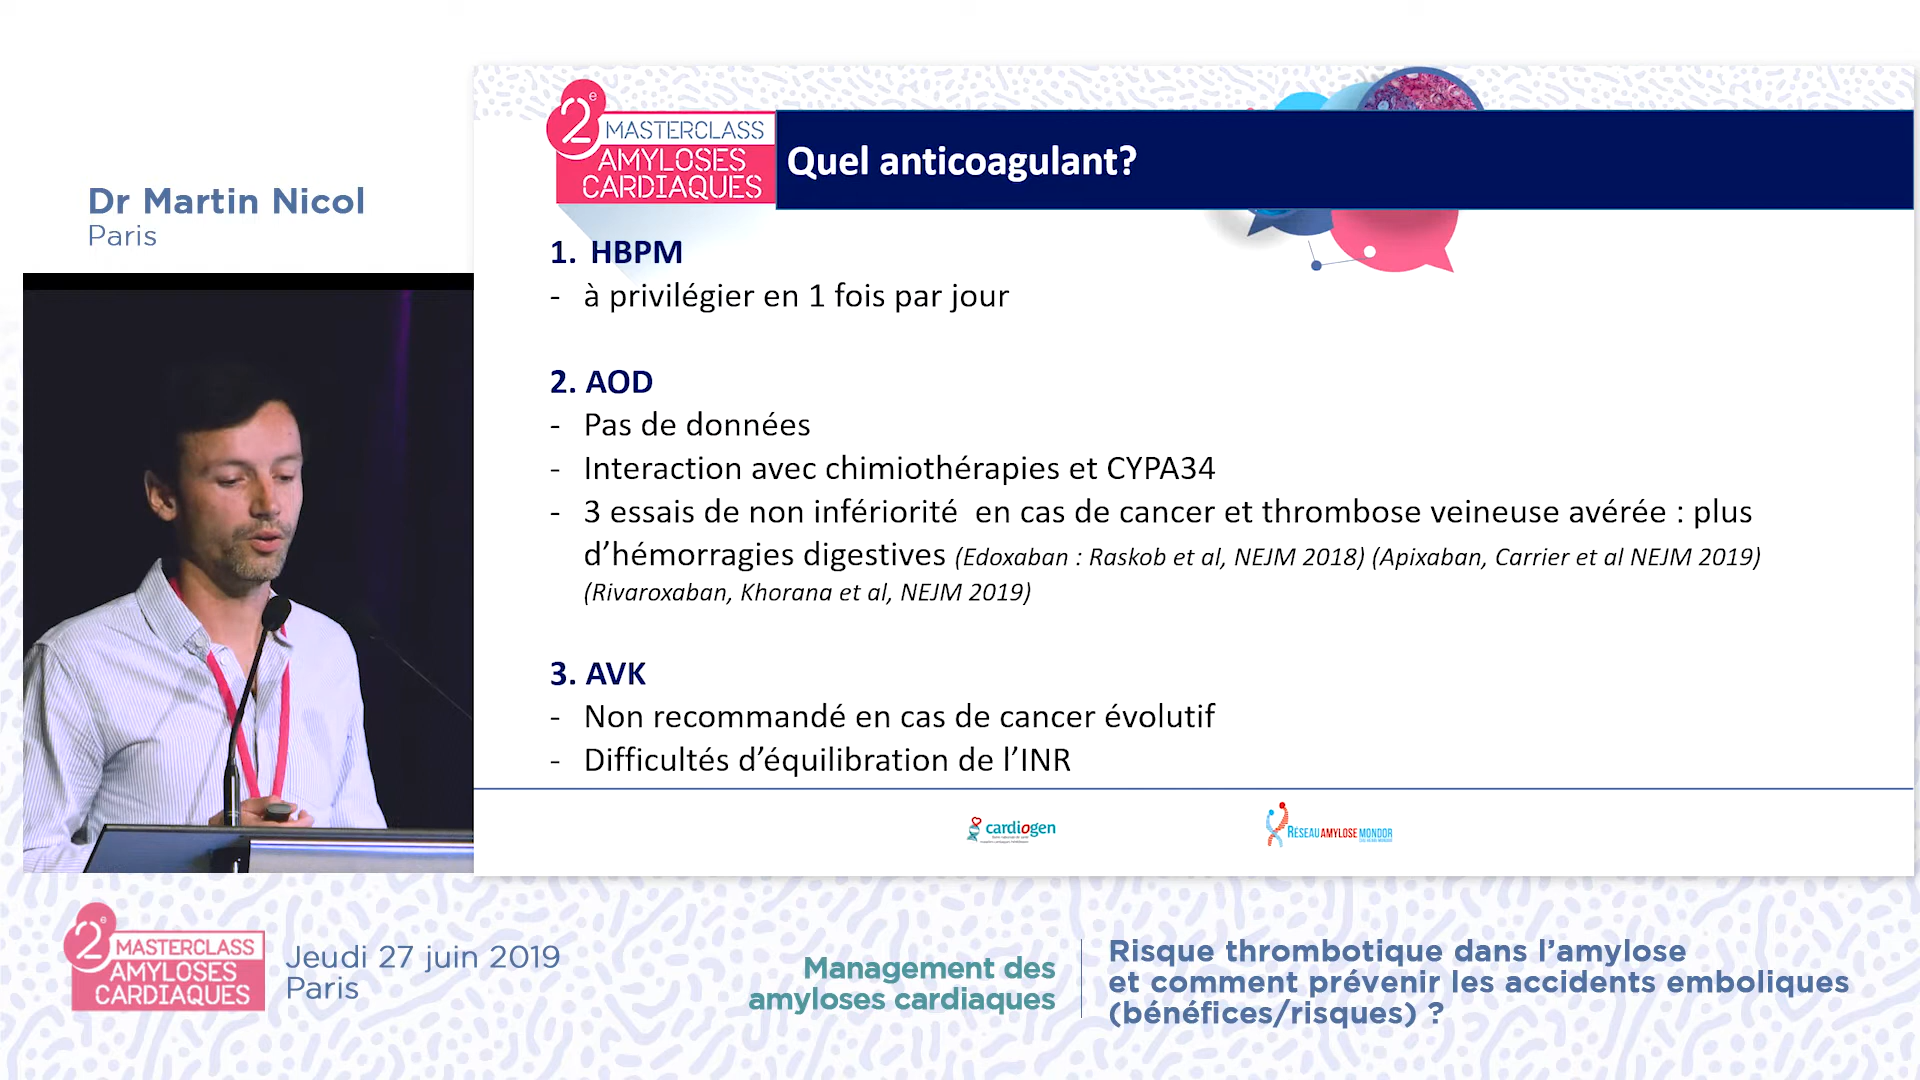 Dr Martin Nicol
Paris
2e
MASTERCLASS
AMYLOSES
CARDIAQUES
Quel anticoagulant?
1. HBPM
- à privilégier en 1 fois par jour
2. AOD
- Pas de données
- Interaction avec chimiothérapies et CYPA34
- 3 essais de non infériorité en cas de cancer et thrombose veineuse avérée : plus
d’hémorragies digestives (Edoxaban : Raskob et al, NEJM 2018) (Apixaban, Carrier et al NEJM 2019)
(Rivaroxaban, Khorana et al, NEJM 2019)
3. AVK
- Non recommandé en cas de cancer évolutif
- Difficultés d’équilibration de l’INR
cardiogen
RÉSEAU AMYLOSE MONDOR
2e
MASTERCLASS
AMYLOSES
CARDIAQUES
Jeudi 27 juin 2019
Paris
Management des
amyloses cardiaques
Risque thrombotique dans l’amylose
et comment prévenir les accidents emboliques
(bénéfices/risques) ?